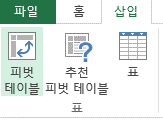 파일 홈 삽입
피벗 추천 표
테이블 피벗 테이블
표